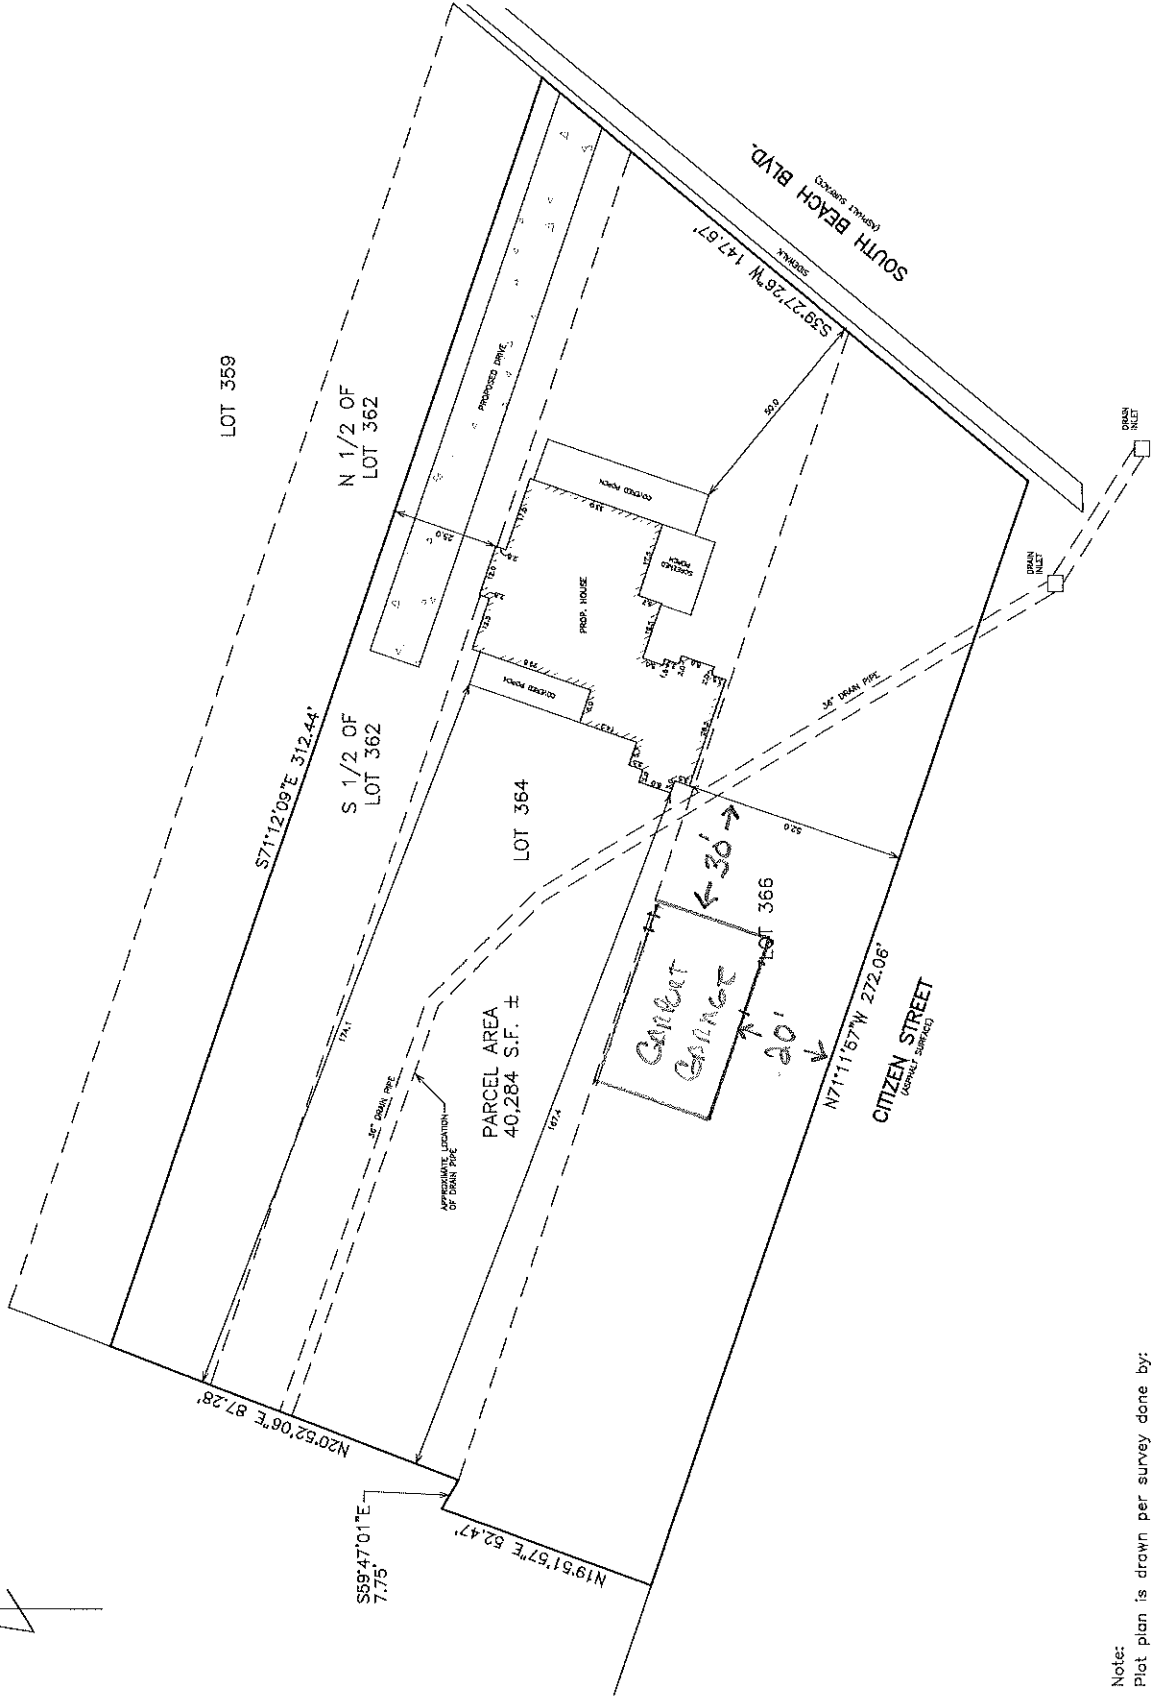 LOT 359
N 1/2 OF
LOT 362
PROPOSED DRIVE
SOUTH BEACH BLVD.
(ASPHALT SURFACE)
SIDEWALK
S39°27'26"W 147.67'
50.0
25.0
COVERED PORCH
SCREENED
PORCH
PROP. HOUSE
COVERED PORCH
DRAIN
INLET
DRAIN
INLET
36" DRAIN PIPE
S71°12'09"E 312.44'
S 1/2 OF
LOT 362
LOT 364
52.0
←30'→
LOT 366
CARPORT
GARAGE
20'
N71°11'57"W 272.06'
CITIZEN STREET
(ASPHALT SURFACE)
174.1
36" DRAIN PIPE
PARCEL AREA
40,284 S.F. ±
APPROXIMATE LOCATION
OF DRAIN PIPE
167.4
N20°52'06"E 87.28'
S59°47'01"E
7.75'
N19°51'57"E 52.47'
Note:
Plat plan is drawn per survey done by: